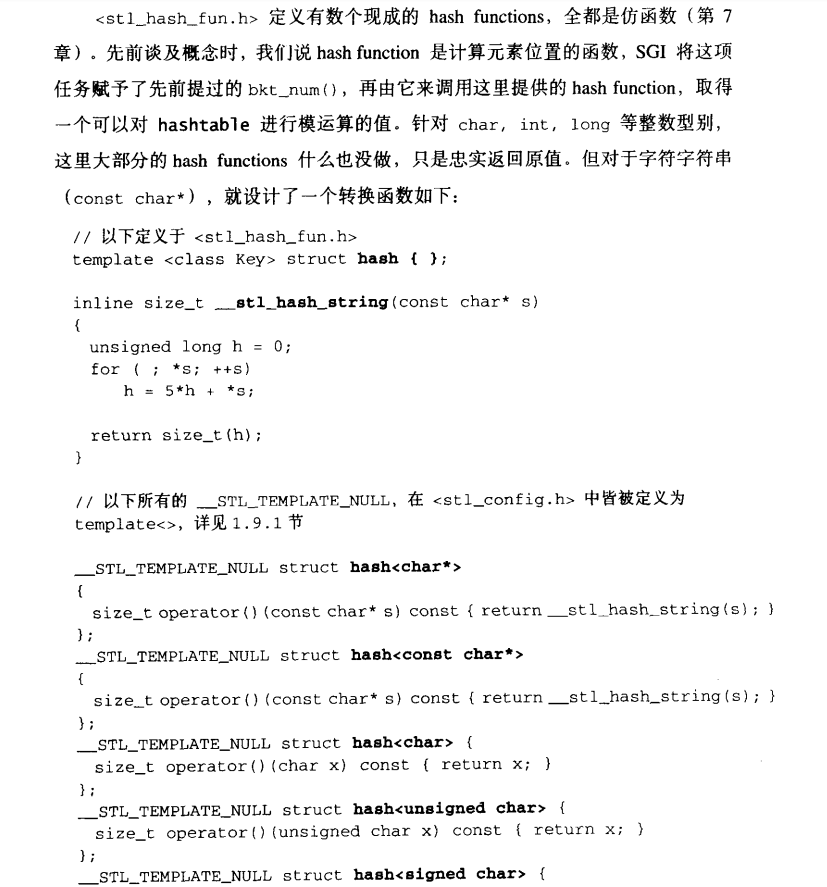 <stl_hash_fun.h> 定义有数个现成的 hash functions，全都是仿函数（第 7
章）。先前谈及概念时，我们说 hash function 是计算元素位置的函数，SGI 将这项
任务赋予了先前提过的 bkt_num()，再由它来调用这里提供的 hash function，取得
一个可以对 hashtable 进行模运算的值。针对 char, int, long 等整数型别，
这里大部分的 hash functions 什么也没做，只是忠实返回原值。但对于字符字符串
（const char*），就设计了一个转换函数如下：
// 以下定义于 <stl_hash_fun.h>
template <class Key> struct hash { };
inline size_t __stl_hash_string(const char* s)
{
unsigned long h = 0;
for ( ; *s; ++s)
h = 5*h + *s;
return size_t(h);
}
// 以下所有的 __STL_TEMPLATE_NULL，在 <stl_config.h> 中皆被定义为
template<>，详见 1.9.1 节
__STL_TEMPLATE_NULL struct hash<char*>
{
size_t operator()(const char* s) const { return __stl_hash_string(s); }
};
__STL_TEMPLATE_NULL struct hash<const char*>
{
size_t operator()(const char* s) const { return __stl_hash_string(s); }
};
__STL_TEMPLATE_NULL struct hash<char> {
size_t operator()(char x) const { return x; }
};
__STL_TEMPLATE_NULL struct hash<unsigned char> {
size_t operator()(unsigned char x) const { return x; }
};
__STL_TEMPLATE_NULL struct hash<signed char> {